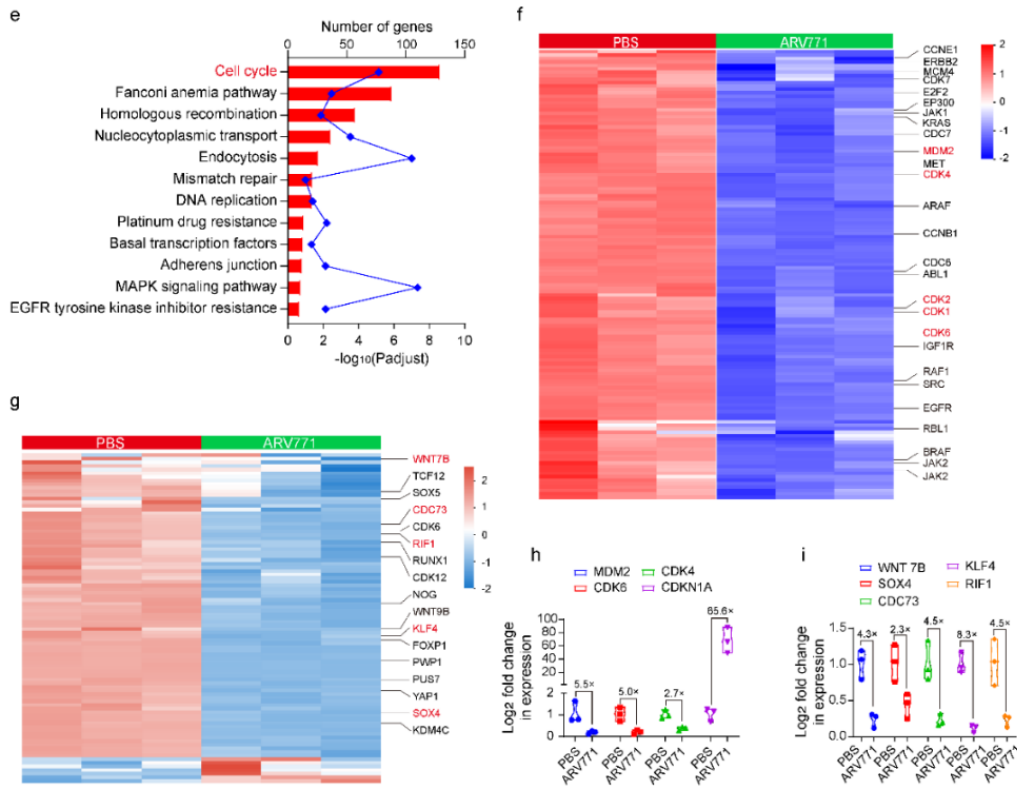 e
Number of genes
0 50 100 150
Cell cycle
Fanconi anemia pathway
Homologous recombination
Nucleocytoplasmic transport
Endocytosis
Mismatch repair
DNA replication
Platinum drug resistance
Basal transcription factors
Adherens junction
MAPK signaling pathway
EGFR tyrosine kinase inhibitor resistance
0 2 4 6 8 10
-log10(Padjust)
f
PBS ARV771
CCNE1
ERBB2
MCM4
CDK7
E2F2
EP300
JAK1
KRAS
CDC7
MDM2
MET
CDK4
ARAF
CCNB1
CDC6
ABL1
CDK2
CDK1
CDK6
IGF1R
RAF1
SRC
EGFR
RBL1
BRAF
JAK2
JAK2
2
1
0
-1
-2
g
PBS ARV771
WNT7B
TCF12
SOX5
CDC73
CDK6
RIF1
RUNX1
CDK12
NOG
WNT9B
KLF4
FOXP1
PWP1
PUS7
YAP1
SOX4
KDM4C
2
1
0
-1
-2
h
MDM2 CDK4
CDK6 CDKN1A
Log2 fold change
in expression
100
80
60
40
20
2
1
0
5.5×
5.0×
2.7×
65.6×
PBS
ARV771
PBS
ARV771
PBS
ARV771
PBS
ARV771
i
WNT 7B KLF4
SOX4 RIF1
CDC73
Log2 fold change
in expression
1.5
1.0
0.5
0.0
4.3×
2.3×
4.5×
8.3×
4.5×
PBS
ARV771
PBS
ARV771
PBS
ARV771
PBS
ARV771
PBS
ARV771